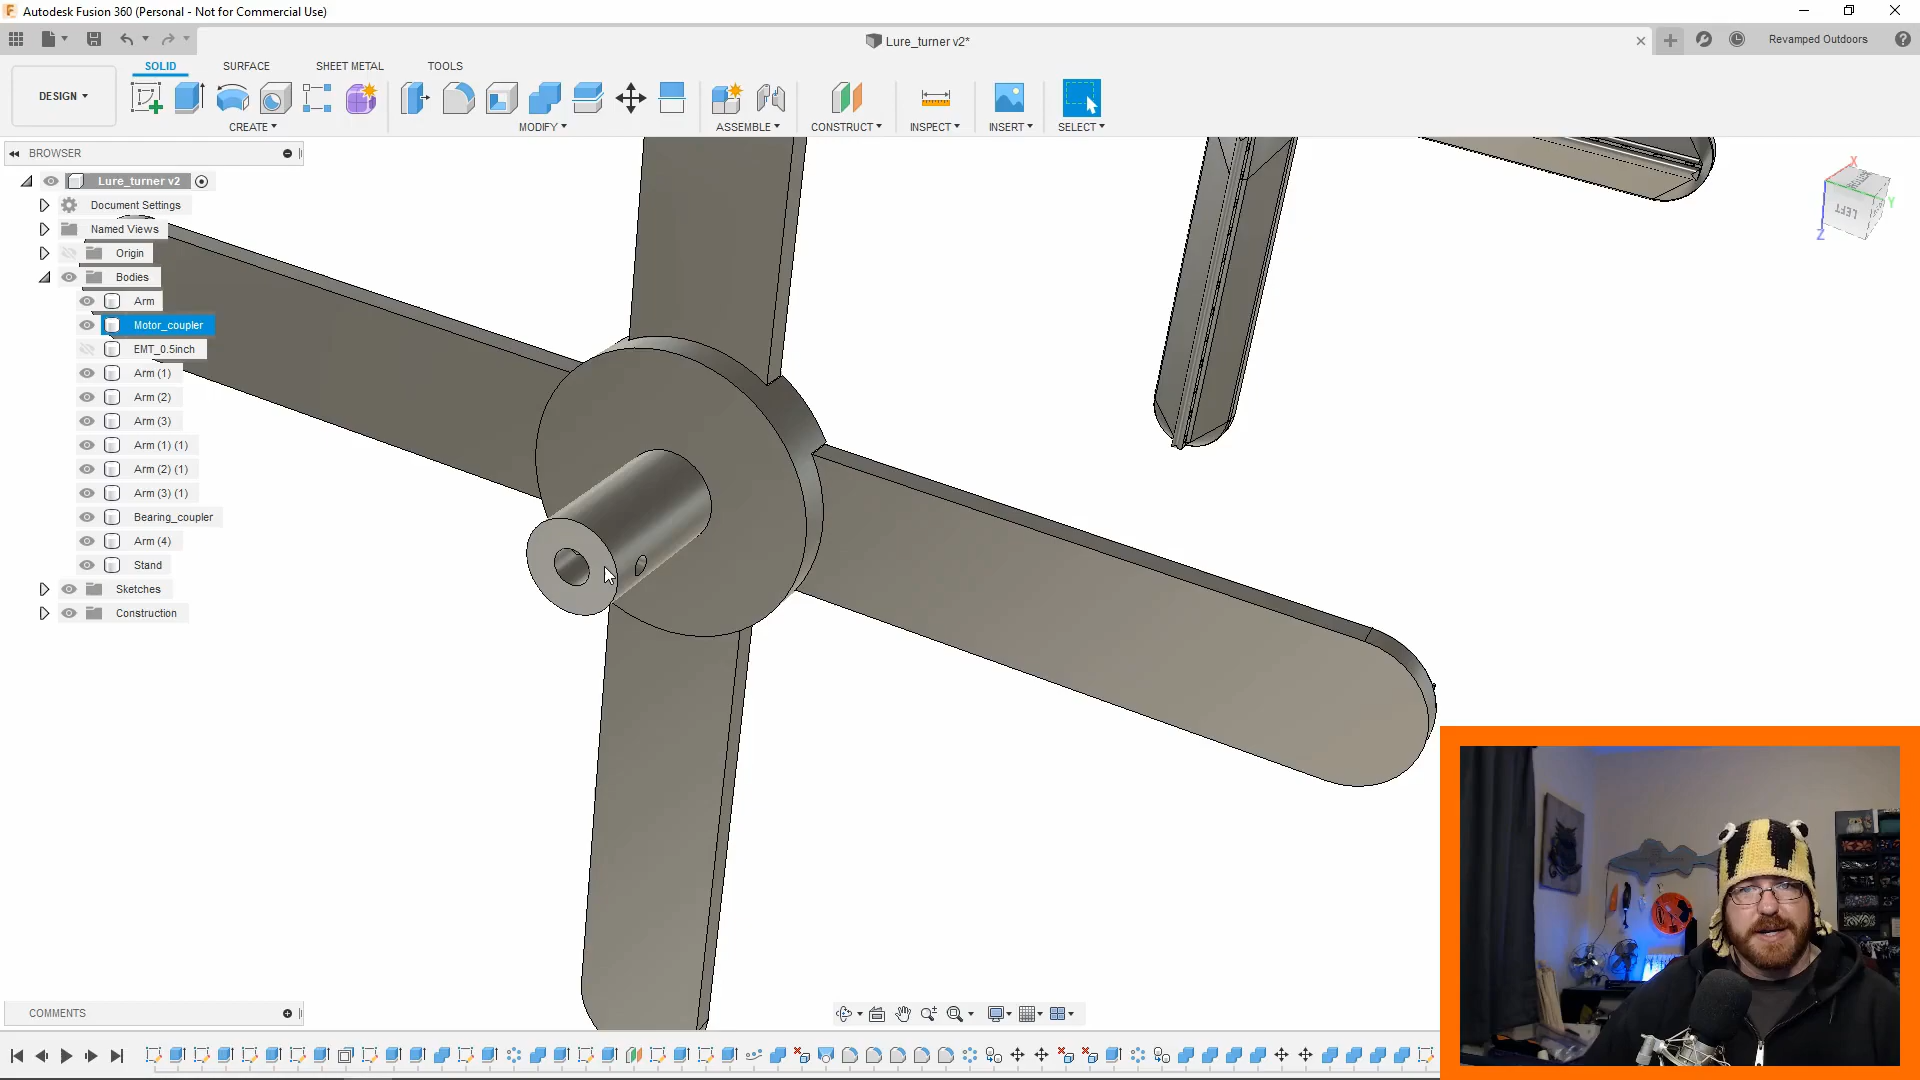 Autodesk Fusion 360 (Personal - Not for Commercial Use)
Lure_turner v2*
Revamped Outdoors
DESIGN
SOLID
SURFACE
SHEET METAL
TOOLS
CREATE
MODIFY
ASSEMBLE
CONSTRUCT
INSPECT
INSERT
SELECT
BROWSER
Lure_turner v2
Document Settings
Named Views
Origin
Bodies
Arm
Motor_coupler
EMT_0.5inch
Arm (1)
Arm (2)
Arm (3)
Arm (1) (1)
Arm (2) (1)
Arm (3) (1)
Bearing_coupler
Arm (4)
Stand
Sketches
Construction
X
Y
Z
LEFT
COMMENTS